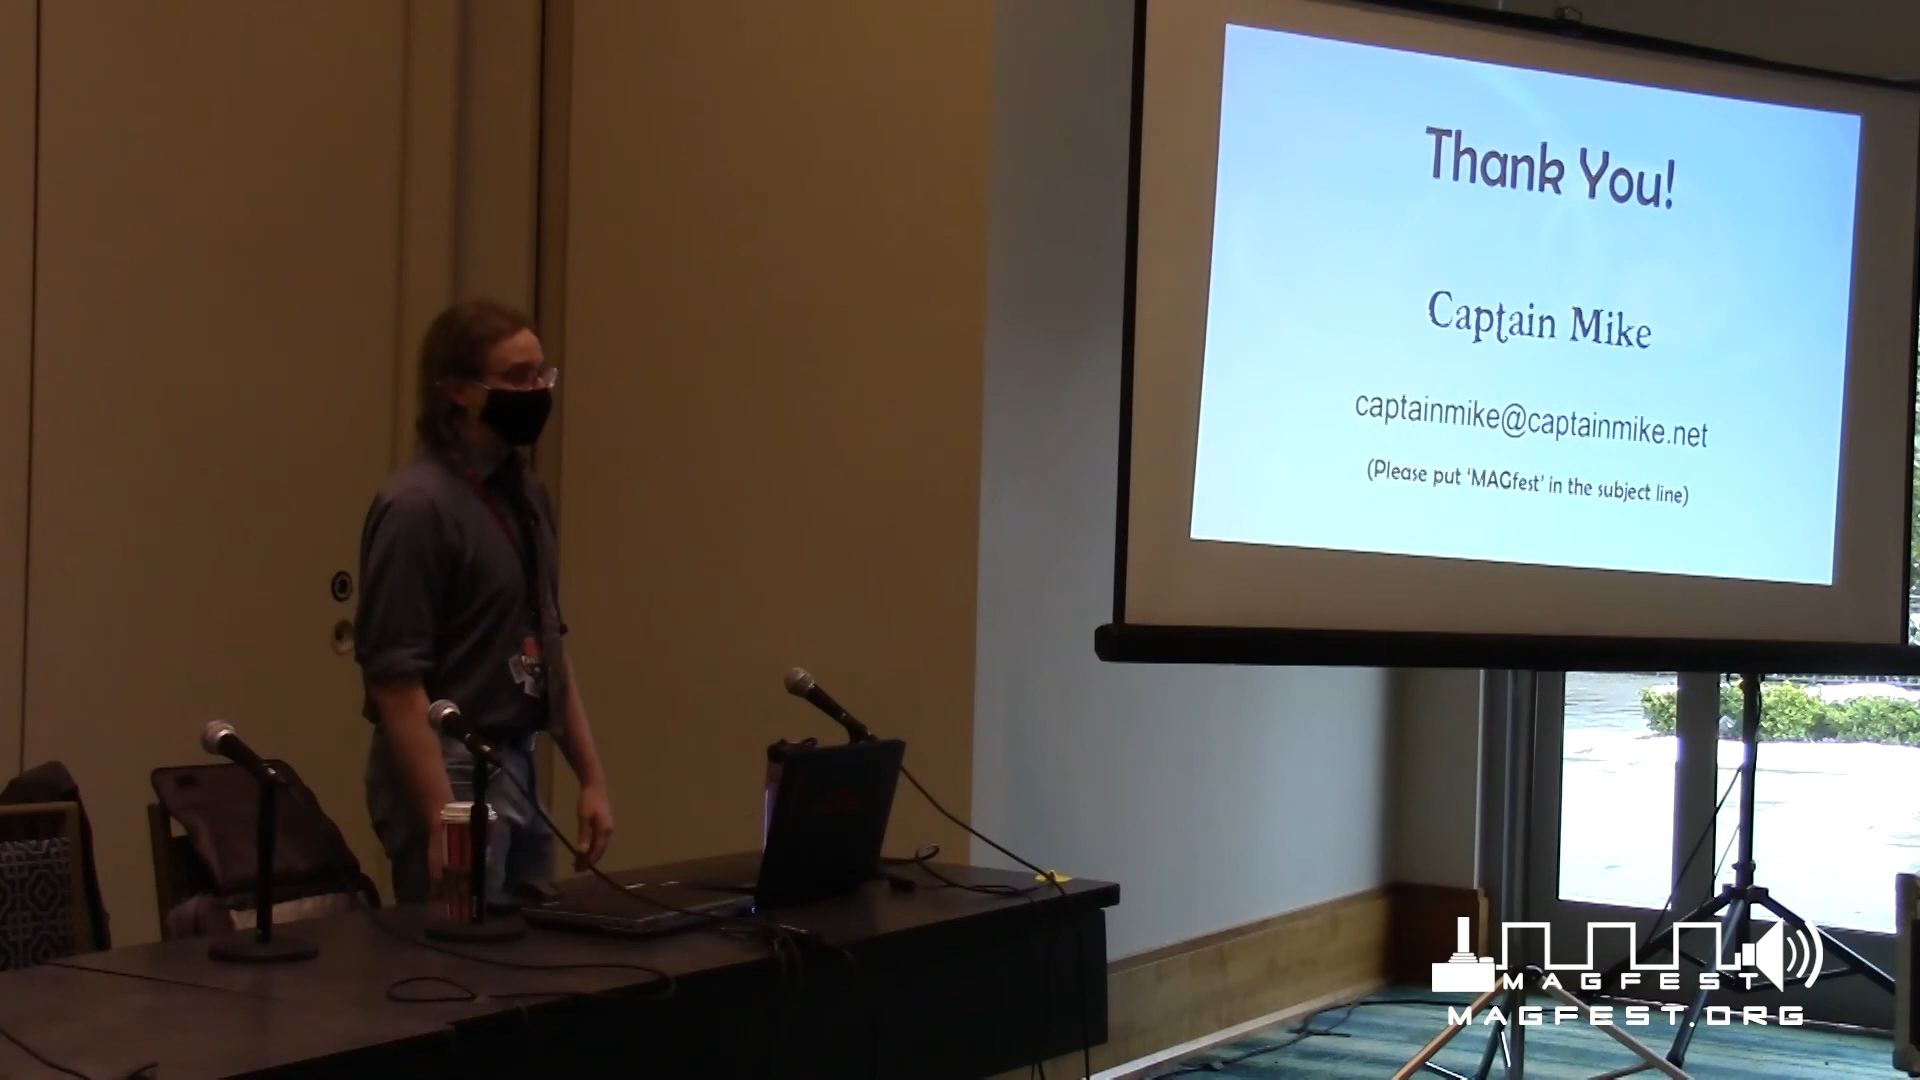 Thank You!
Captain Mike
captainmike@captainmike.net
(Please put ‘MAGfest’ in the subject line)
MAGFEST
MAGFEST.ORG